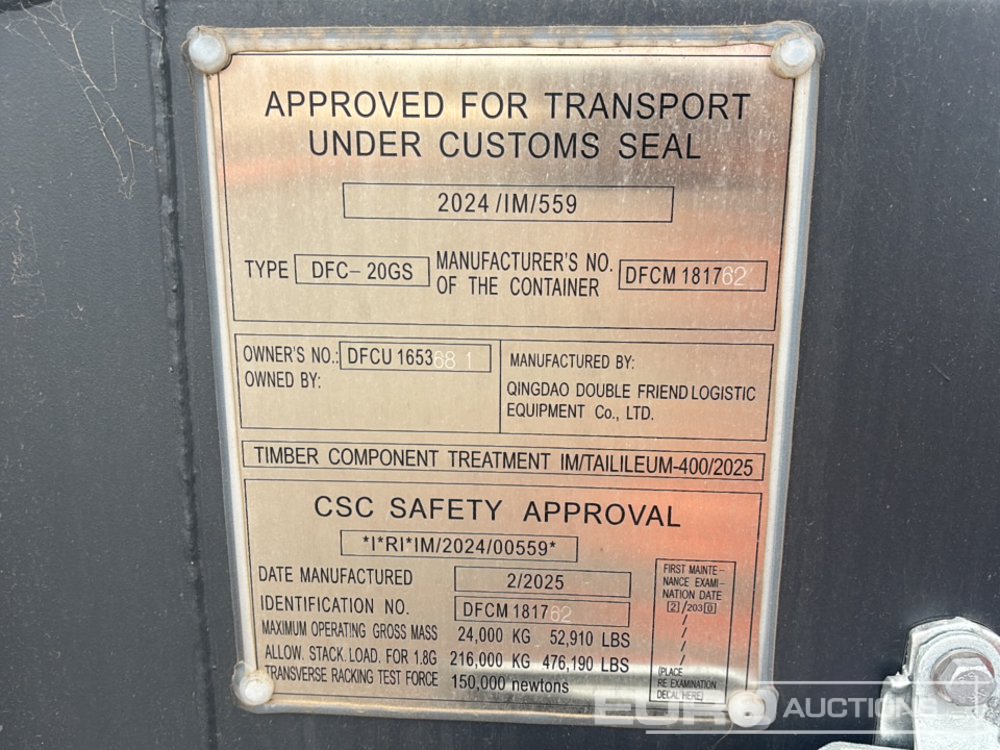 APPROVED FOR TRANSPORT
UNDER CUSTOMS SEAL
2024/IM/559
TYPE DFC-20GS MANUFACTURER'S NO. OF THE CONTAINER DFCM 181762
OWNER'S NO.: DFCU 165368 1
OWNED BY:
MANUFACTURED BY:
QINGDAO DOUBLE FRIEND LOGISTIC
EQUIPMENT Co., LTD.
TIMBER COMPONENT TREATMENT IM/TAILILEUM-400/2025
CSC SAFETY APPROVAL
*I*RI*IM/2024/00559*
DATE MANUFACTURED 2/2025
IDENTIFICATION NO. DFCM 181762
MAXIMUM OPERATING GROSS MASS 24,000 KG 52,910 LBS
ALLOW. STACK. LOAD. FOR 1.8G 216,000 KG 476,190 LBS
TRANSVERSE RACKING TEST FORCE 150,000 newtons
FIRST MAINTE-
NANCE EXAMI-
NATION DATE
2/2030
/
/
/
/
(PLACE
RE EXAMINATION
DECAL HERE)
EURO AUCTIONS